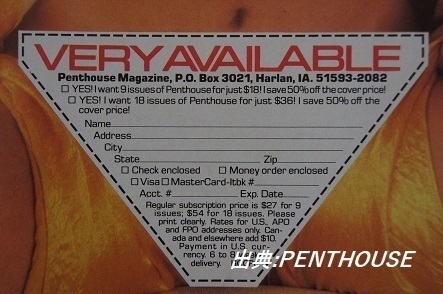 VERY AVAILABLE
Penthouse Magazine, P.O. Box 3021, Harlan, IA. 51593-2082
□ YES! I want 9 issues of Penthouse for just $18! I save 50% off the cover price!
□ YES! I want 18 issues of Penthouse for just $36! I save 50% off the
cover price!
Name
Address
City
State Zip
□ Check enclosed □ Money order enclosed
□ Visa □ MasterCard-Itbk #
Acct. # Exp. Date
Regular subscription price is $27 for 9
issues; $54 for 18 issues. Please
print clearly. Rates for U.S., APO
and FPO addresses only. Can-
ada and elsewhere add $10.
Payment in U.S. cur-
rency. 6 to 8
delivery.
出典:PENTHOUSE